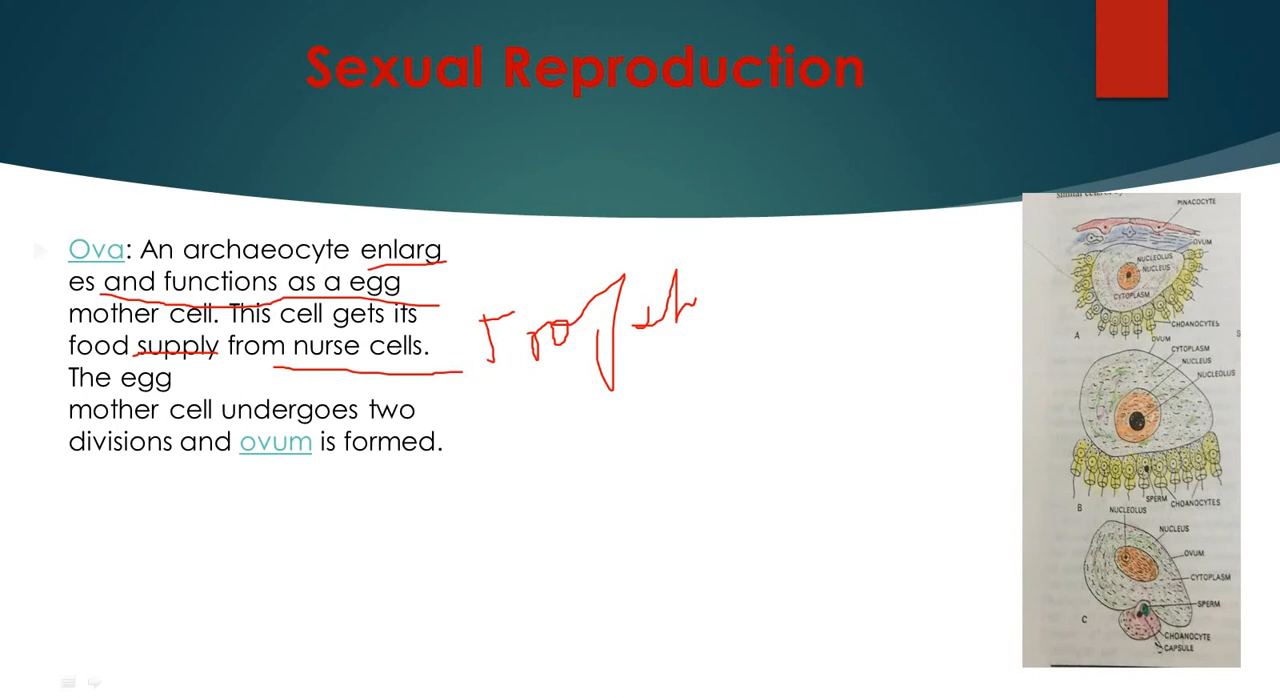 Sexual Reproduction
Ova: An archaeocyte enlarg
es and functions as a egg
mother cell. This cell gets its
food supply from nurse cells.
The egg
mother cell undergoes two
divisions and ovum is formed.
PINACOCYTE
OVUM
NUCLEOLUS
NUCLEUS
CYTOPLASM
CHOANOCYTES
A
S
OVUM
CYTOPLASM
NUCLEUS
NUCLEOLUS
SPERM
CHOANOCYTES
B
NUCLEOLUS
NUCLEUS
OVUM
CYTOPLASM
SPERM
C
CHOANOCYTE
CAPSULE